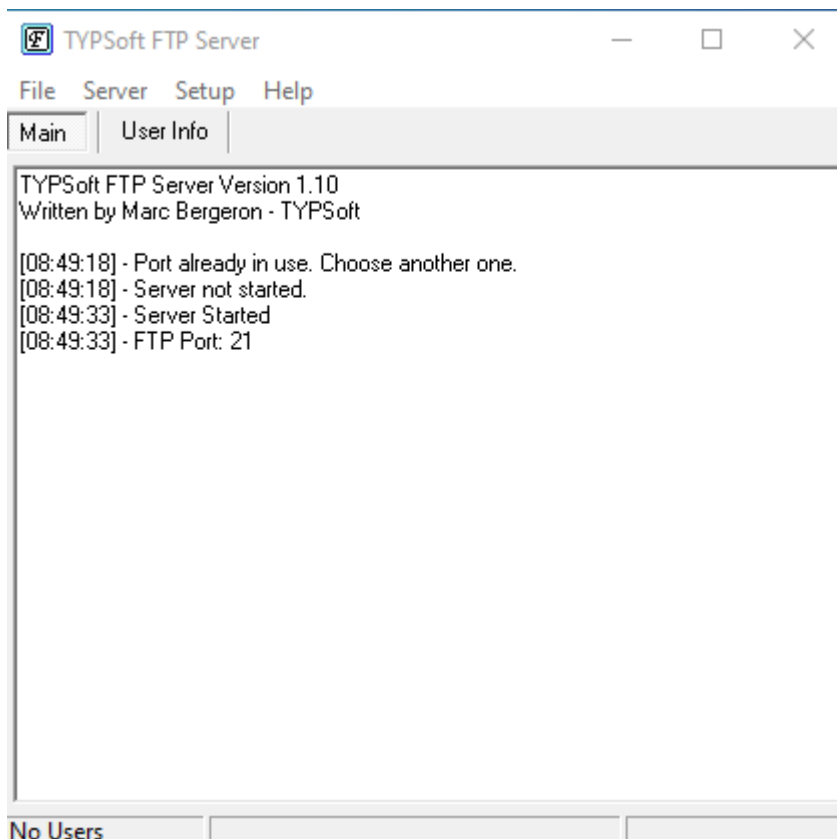 TYPSoft FTP Server
File Server Setup Help
Main User Info
TYPSoft FTP Server Version 1.10
Written by Marc Bergeron - TYPSoft
[08:49:18] - Port already in use. Choose another one.
[08:49:18] - Server not started.
[08:49:33] - Server Started
[08:49:33] - FTP Port: 21
No Users